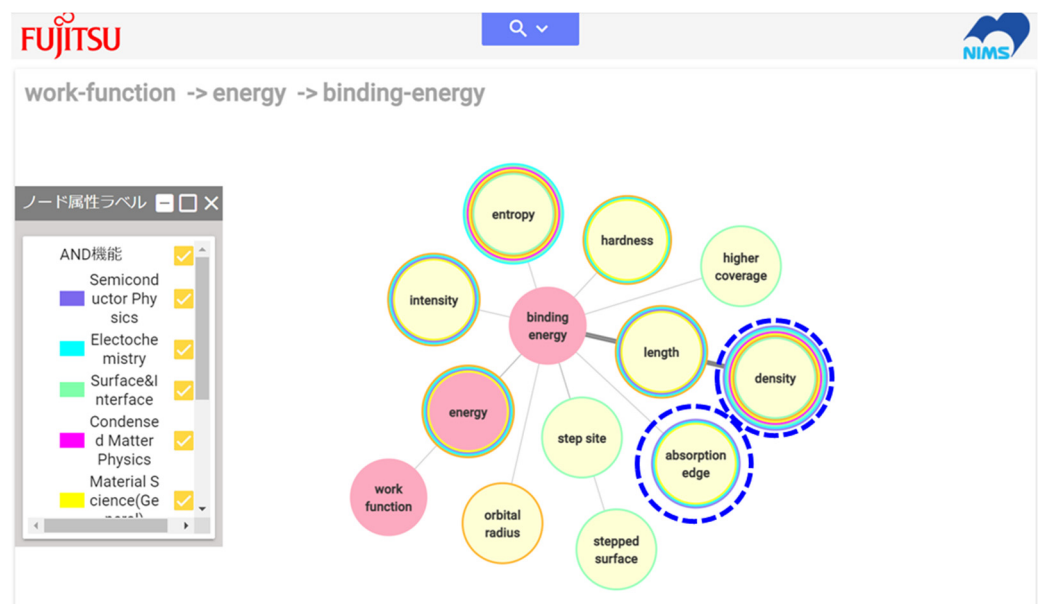 FUJITSU
NIMS
work-function -> energy -> binding-energy
ノード属性ラベル
AND機能
Semicond
uctor Phy
sics
Electoche
mistry
Surface&I
nterface
Condense
d Matter
Physics
Material S
cience(Ge
neral)
entropy
hardness
higher
coverage
intensity
binding
energy
length
density
energy
step site
absorption
edge
work
function
orbital
radius
stepped
surface